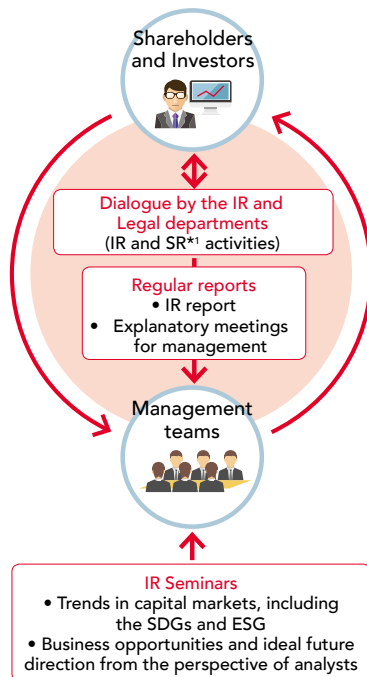 Shareholders
and Investors
Dialogue by the IR and
Legal departments
(IR and SR*1 activities)
Regular reports
• IR report
• Explanatory meetings
for management
Management
teams
IR Seminars
• Trends in capital markets, including
the SDGs and ESG
• Business opportunities and ideal future
direction from the perspective of analysts